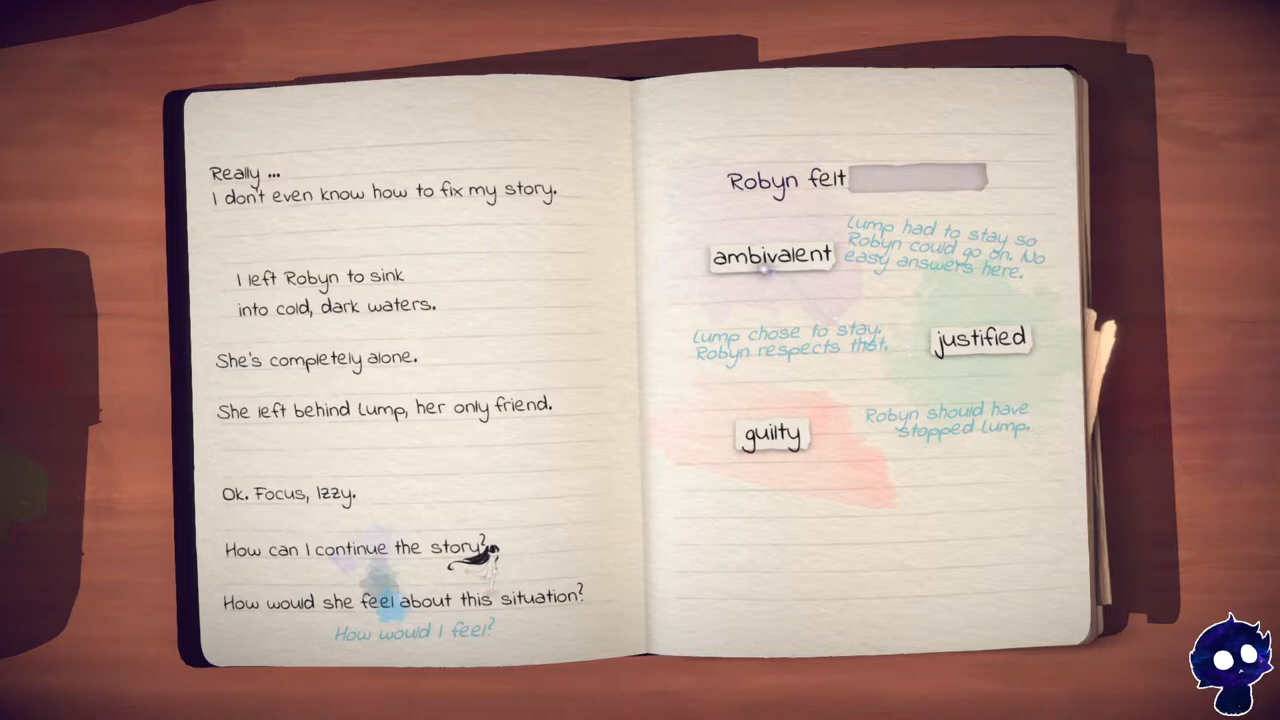 Really ...
I don't even know how to fix my story.
I left Robyn to sink
into cold, dark waters.
She's completely alone.
She left behind Lump, her only friend.
Ok. Focus, Izzy.
How can I continue the story?
How would she feel about this situation?
How would I feel?
Robyn felt
ambivalent
Lump had to stay so
Robyn could go on. No
easy answers here.
Lump chose to stay.
Robyn respects that.
justified
guilty
Robyn should have
stopped Lump.